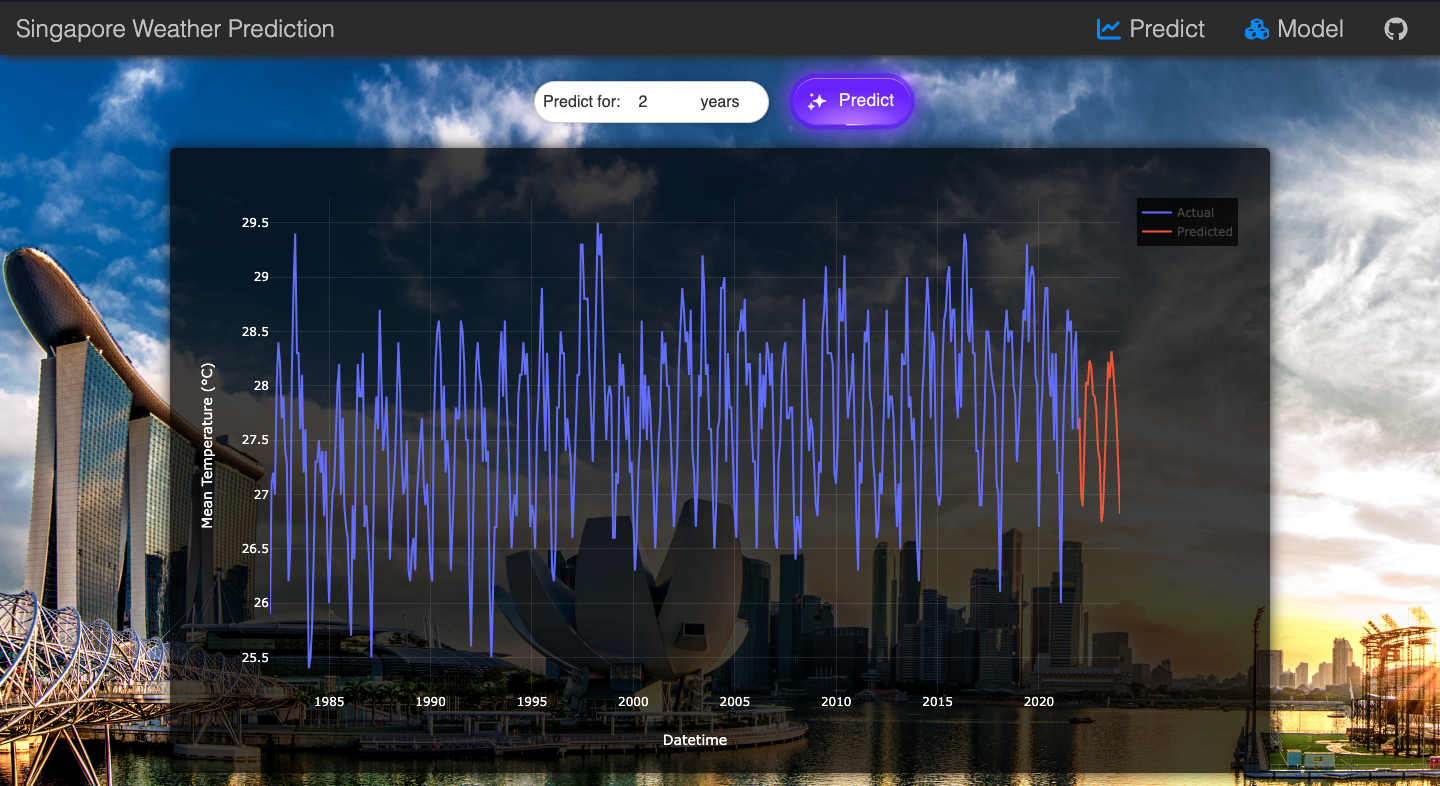 Singapore Weather Prediction
Predict
Model
Predict for: 2 years
Predict
Actual
Predicted
29.5
29
28.5
28
27.5
27
26.5
26
25.5
Mean Temperature (°C)
1985 1990 1995 2000 2005 2010 2015 2020
Datetime